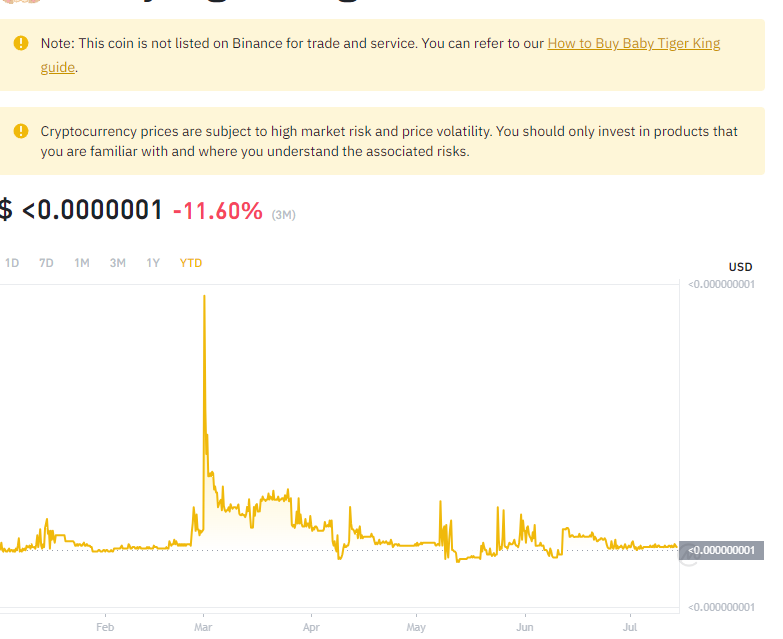 Note: This coin is not listed on Binance for trade and service. You can refer to our How to Buy Baby Tiger King
guide.
Cryptocurrency prices are subject to high market risk and price volatility. You should only invest in products that
you are familiar with and where you understand the associated risks.
$ <0.0000001 -11.60% (3M)
1D 7D 1M 3M 1Y YTD
USD
<0.000000001
<0.000000001
<0.000000001
Feb Mar Apr May Jun Jul